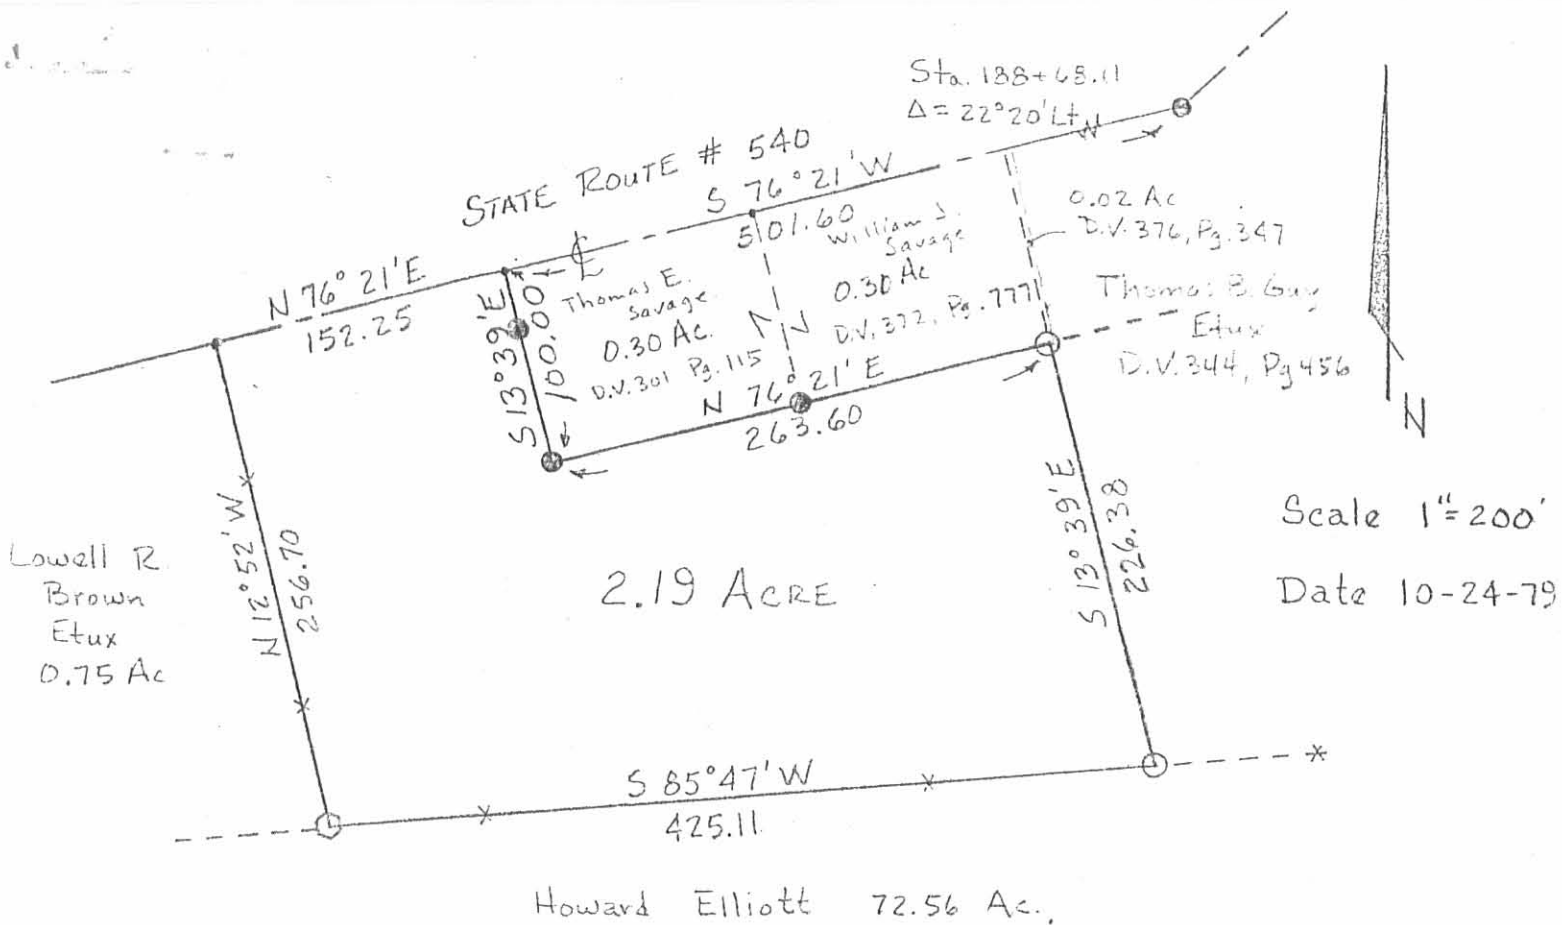 Sta. 138+68.11
Δ = 22°20' Lt
STATE ROUTE # 540
S 76°21' W
501.60
N 76° 21' E
152.25
S 13°39' E
100.00
Thomas E.
Savage
0.30 Ac.
D.V. 301 Pg. 115
William J.
Savage
0.30 Ac
D.V. 372, Pg. 777
0.02 Ac
D.V. 376, Pg. 347
Thomas B. Guy
Etux
D.V. 344, Pg 456
N 76° 21' E
263.60
N
S 13° 39' E
226.38
Scale 1" = 200'
Date 10-24-79
Lowell R.
Brown
Etux
0.75 Ac
N 12°52' W
256.70
2.19 ACRE
S 85°47' W
425.11
Howard Elliott 72.56 Ac.